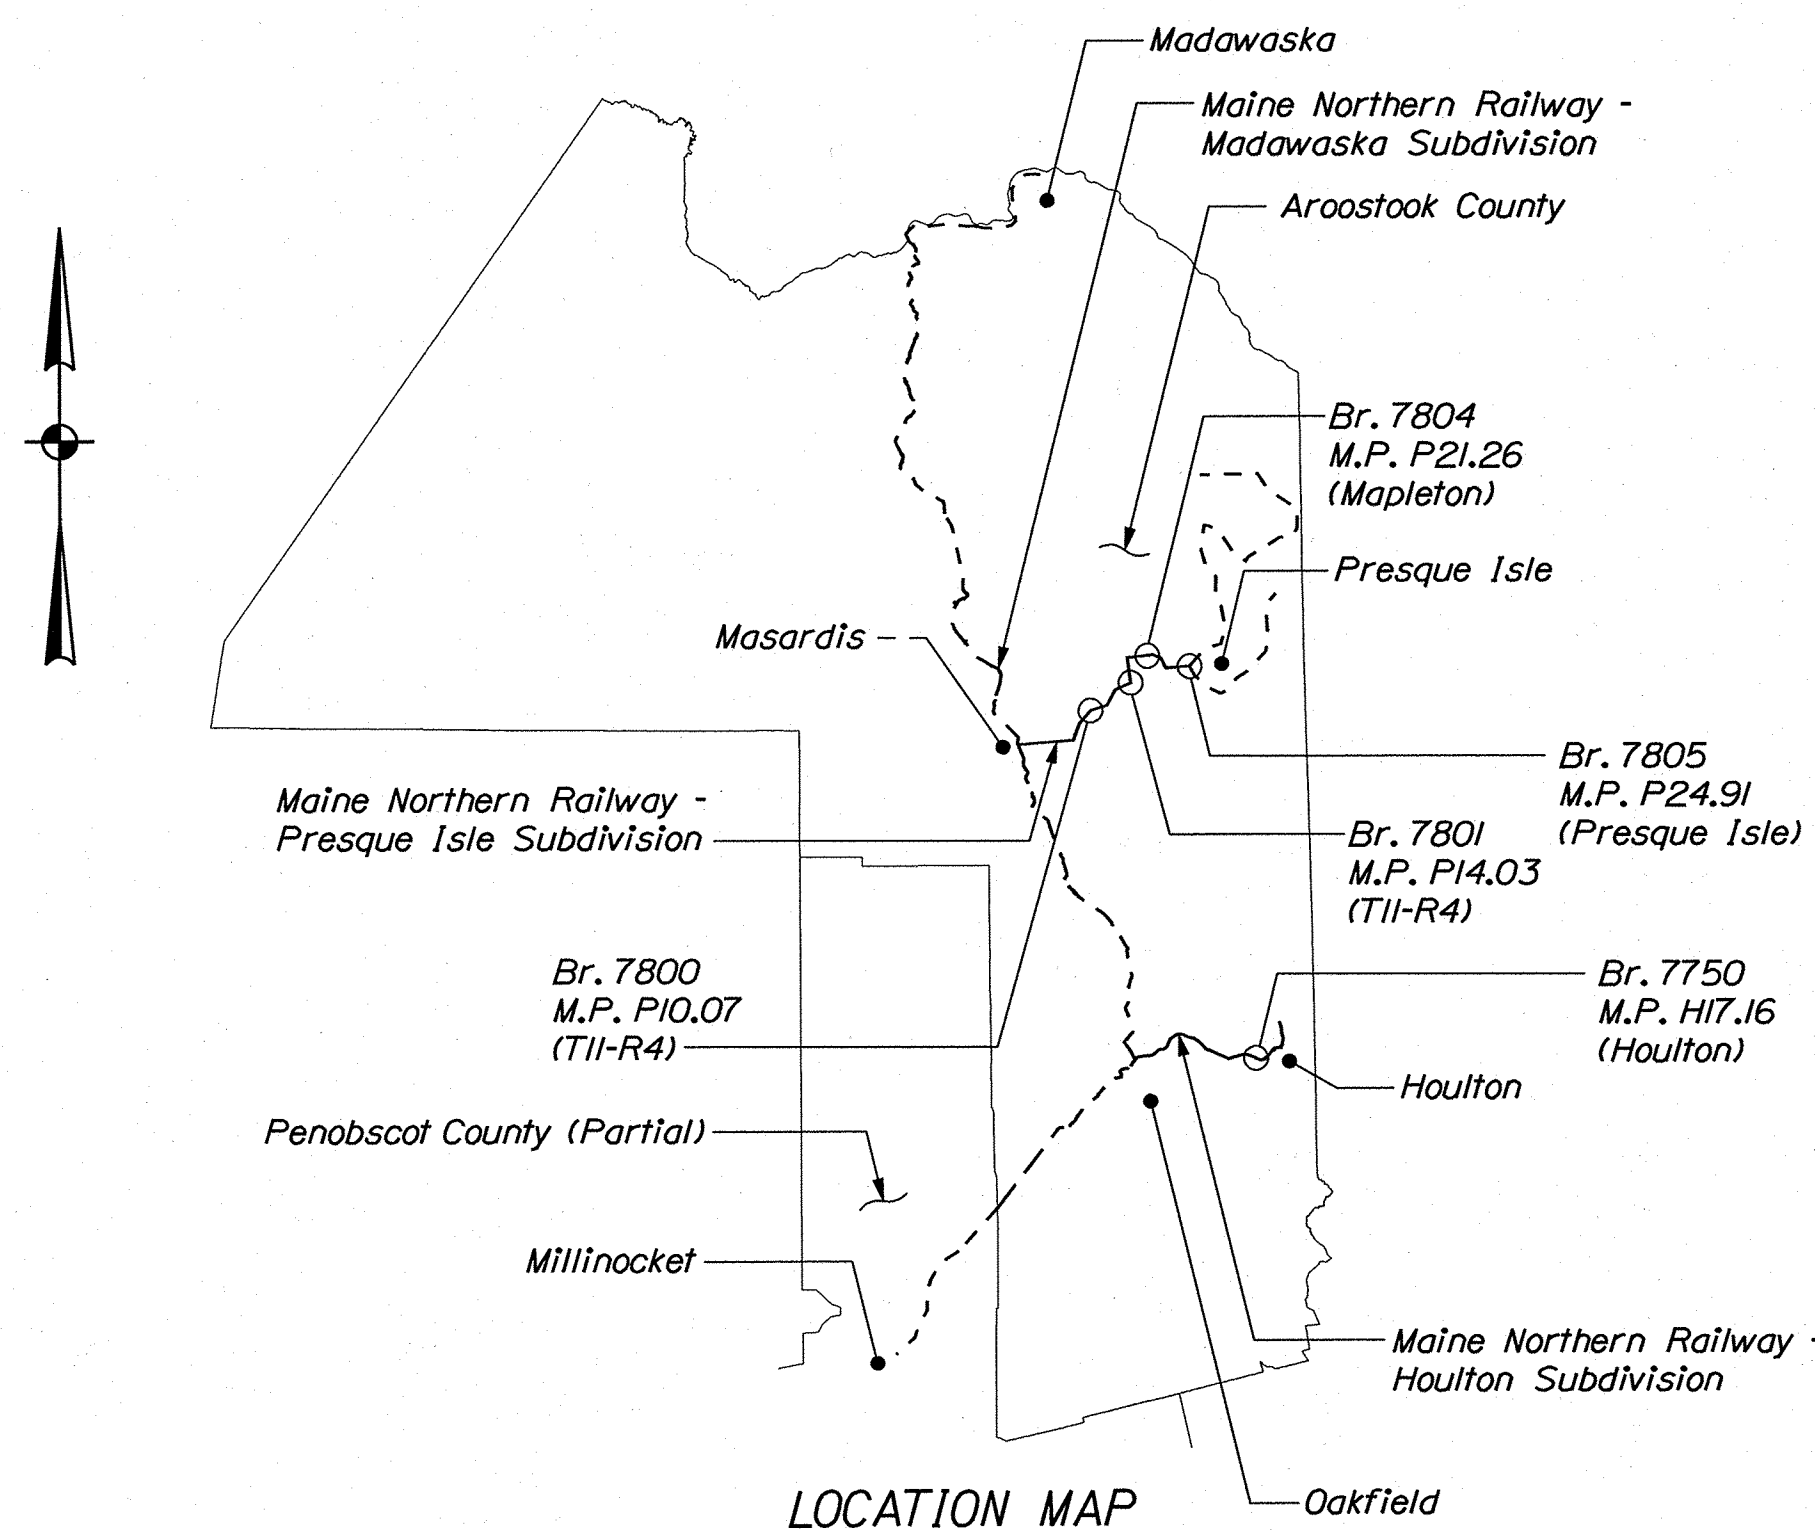 Madawaska
Maine Northern Railway -
Madawaska Subdivision
Aroostook County
Br. 7804
M.P. P21.26
(Mapleton)
Presque Isle
Masardis
Br. 7805
M.P. P24.91
(Presque Isle)
Maine Northern Railway -
Presque Isle Subdivision
Br. 7801
M.P. P14.03
(T11-R4)
Br. 7800
M.P. P10.07
(T11-R4)
Br. 7750
M.P. H17.16
(Houlton)
Houlton
Penobscot County (Partial)
Millinocket
Maine Northern Railway -
Houlton Subdivision
Oakfield
LOCATION MAP